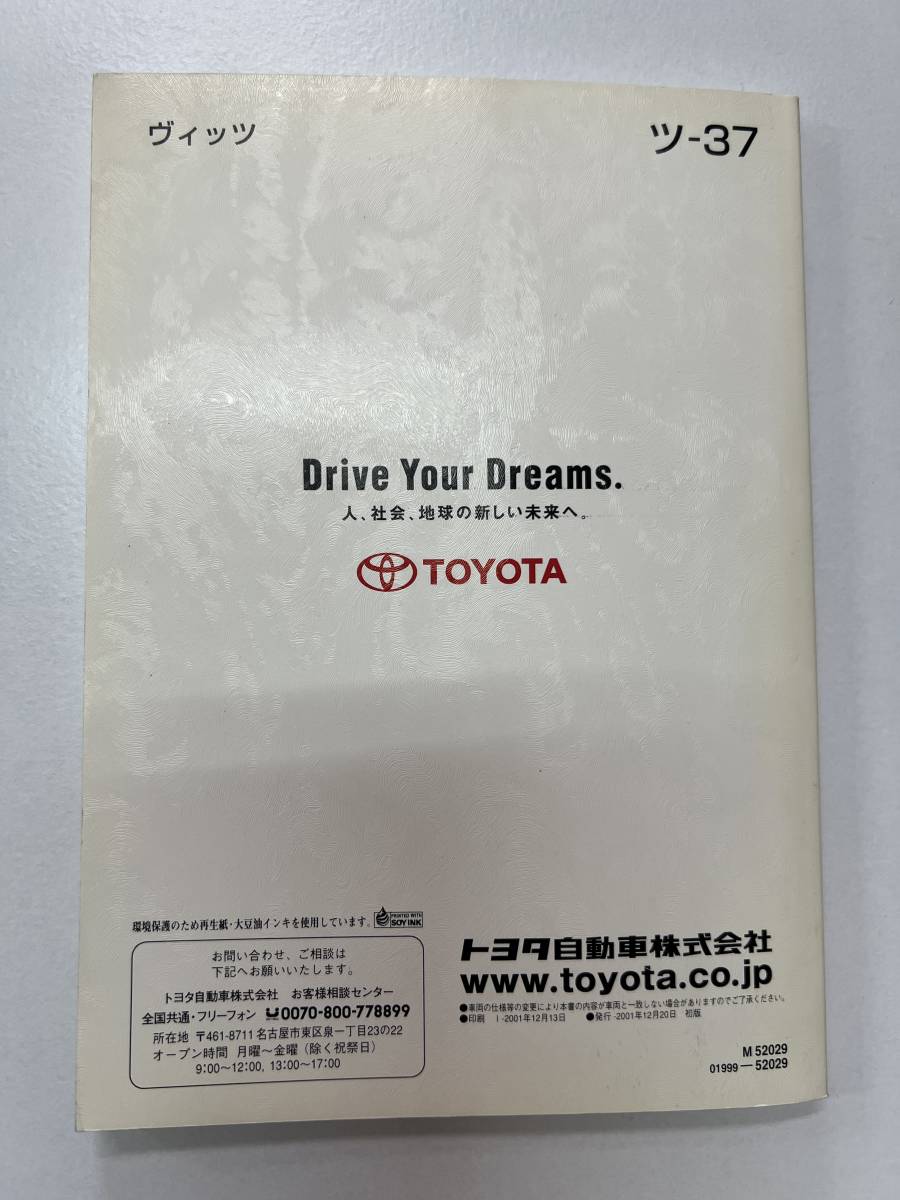 ヴィッツ
ツ-37
Drive Your Dreams.
人、社会、地球の新しい未来へ。
TOYOTA
環境保護のため再生紙・大豆油インキを使用しています。
PRINTED WITH
SOY INK
お問い合わせ、ご相談は
下記へお願いいたします。
トヨタ自動車株式会社 お客様相談センター
全国共通・フリーフォン 0070-800-778899
所在地 〒461-8711 名古屋市東区泉一丁目23の22
オープン時間 月曜〜金曜（除く祝祭日）
9:00〜12:00, 13:00〜17:00
トヨタ自動車株式会社
www.toyota.co.jp
●車両の仕様等の変更により本書の内容が車両と一致しない場合がありますのでご了承ください。
●印刷 I-2001年12月13日 ●発行-2001年12月20日 初版
M 52029
01999—52029